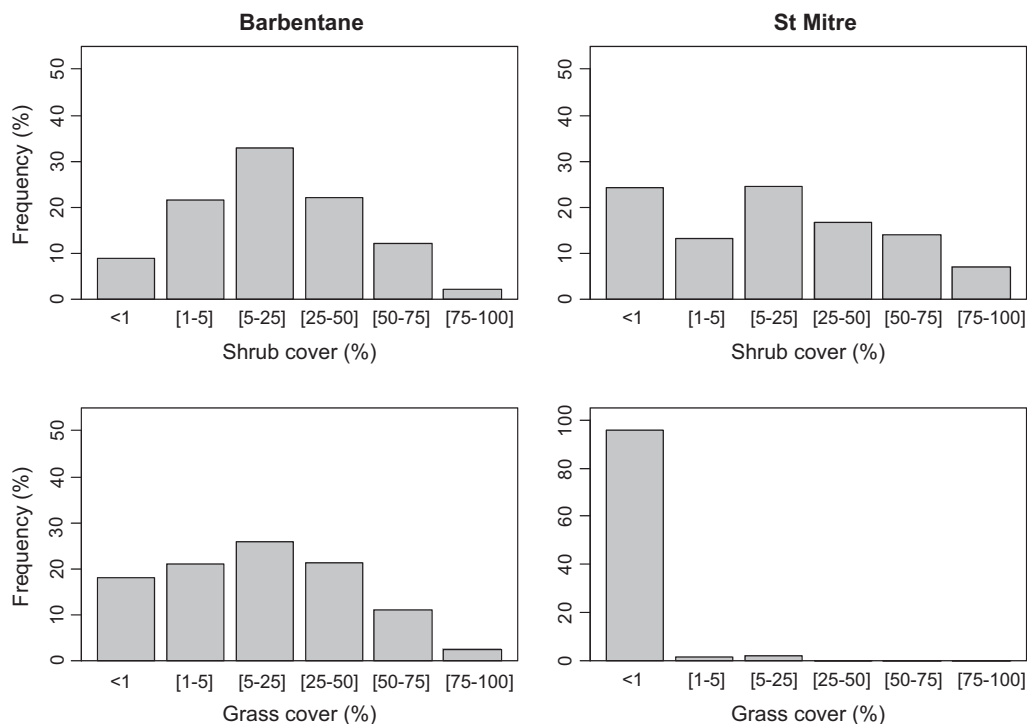 Barbentane
St Mitre
Frequency (%)
50
40
30
20
10
0
<1 [1-5] [5-25] [25-50] [50-75] [75-100]
Shrub cover (%)
50
40
30
20
10
0
<1 [1-5] [5-25] [25-50] [50-75] [75-100]
Shrub cover (%)
Frequency (%)
50
40
30
20
10
0
<1 [1-5] [5-25] [25-50] [50-75] [75-100]
Grass cover (%)
100
80
60
40
20
0
<1 [1-5] [5-25] [25-50] [50-75] [75-100]
Grass cover (%)